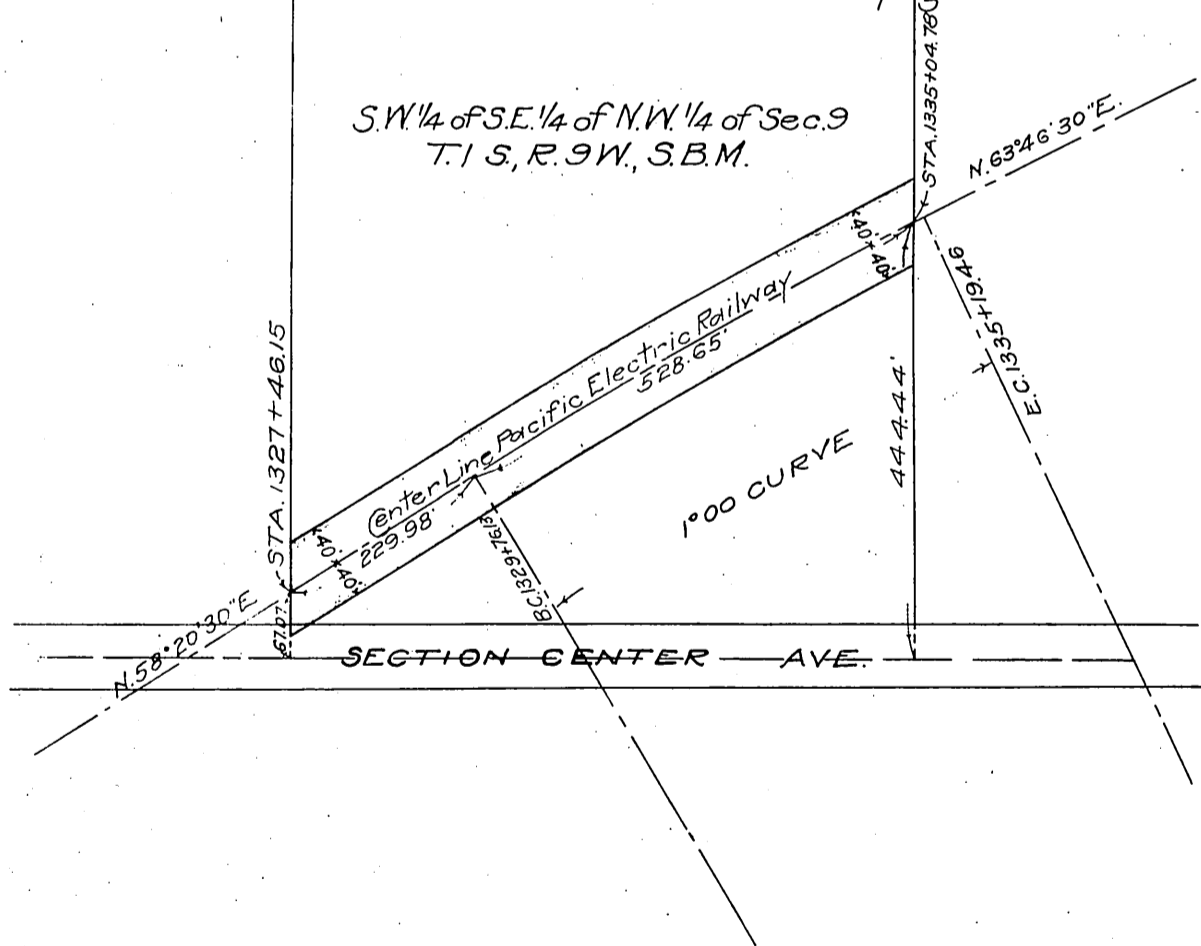 STA. 1335+04.78
S.W. 1/4 of S.E. 1/4 of N.W. 1/4 of Sec. 9
T. 1 S., R. 9 W., S.B.M.
N. 63° 46' 30" E.
40' 40'
STA. 1327+46.15
Center Line Pacific Electric Railway
528.65'
229.98'
E.C. 1335+19.46
444.44'
1°00 CURVE
40' 40'
B.C. 1329+76.13
67.07'
N. 58° 20' 30" E
SECTION CENTER AVE.